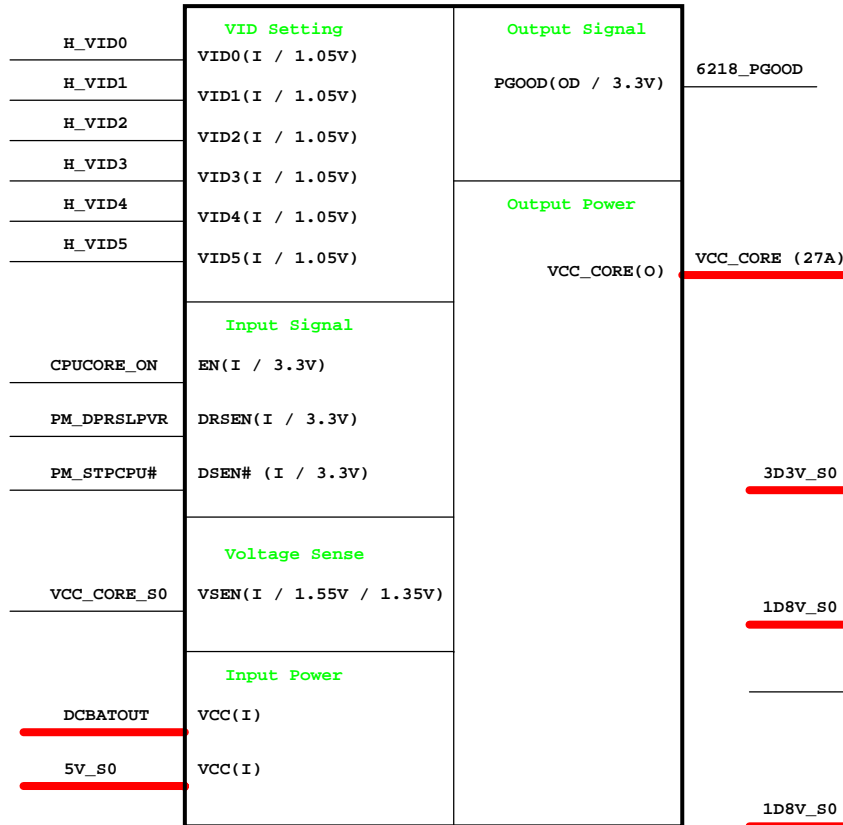 VID Setting
H_VID0
VID0(I / 1.05V)
H_VID1
VID1(I / 1.05V)
H_VID2
VID2(I / 1.05V)
H_VID3
VID3(I / 1.05V)
H_VID4
VID4(I / 1.05V)
H_VID5
VID5(I / 1.05V)
Input Signal
CPUCORE_ON
EN(I / 3.3V)
PM_DPRSLPVR
DRSEN(I / 3.3V)
PM_STPCPU#
DSEN# (I / 3.3V)
Voltage Sense
VCC_CORE_S0
VSEN(I / 1.55V / 1.35V)
Input Power
DCBATOUT
VCC(I)
5V_S0
VCC(I)
Output Signal
PGOOD(OD / 3.3V)
6218_PGOOD
Output Power
VCC_CORE(O)
VCC_CORE (27A)
3D3V_S0
1D8V_S0
1D8V_S0